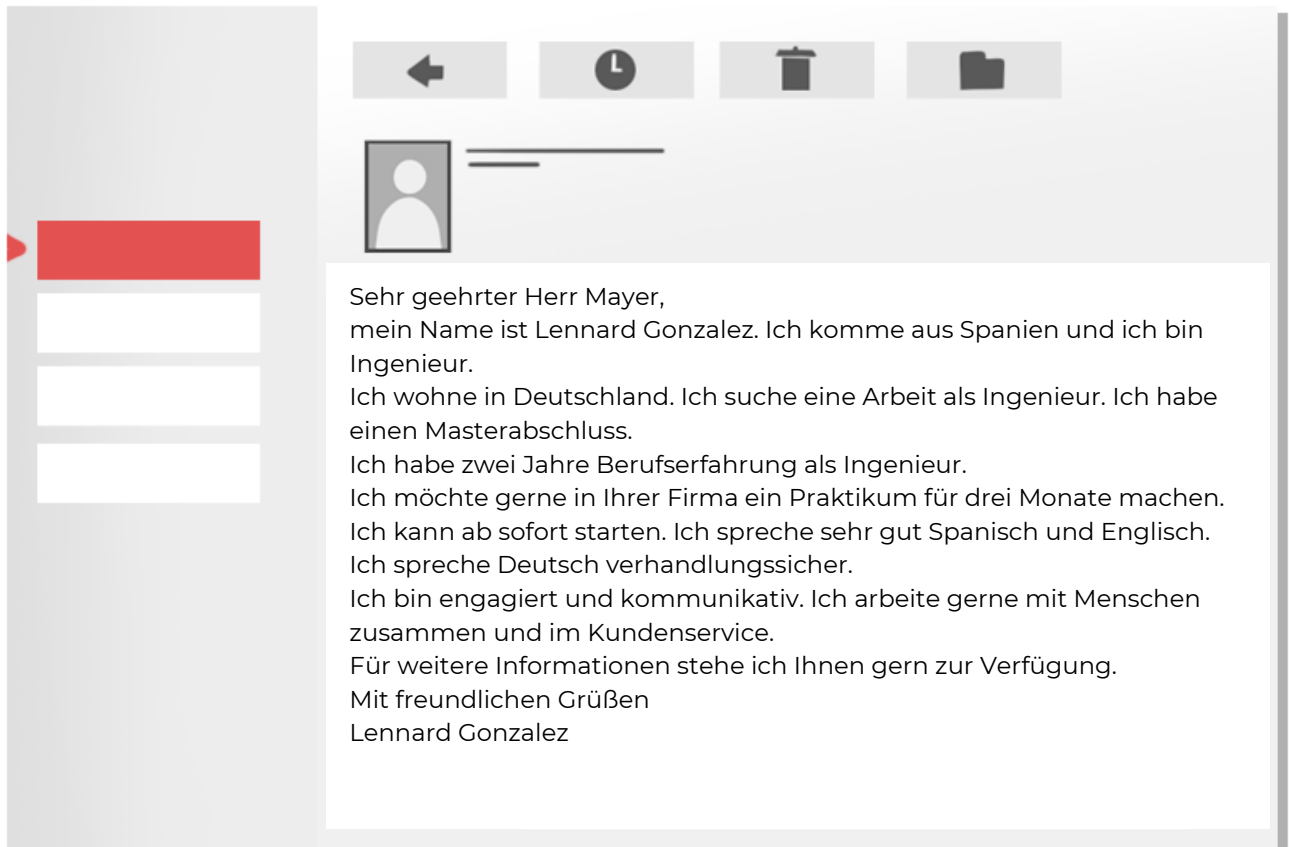 Sehr geehrter Herr Mayer,
mein Name ist Lennard Gonzalez. Ich komme aus Spanien und ich bin
Ingenieur.
Ich wohne in Deutschland. Ich suche eine Arbeit als Ingenieur. Ich habe
einen Masterabschluss.
Ich habe zwei Jahre Berufserfahrung als Ingenieur.
Ich möchte gerne in Ihrer Firma ein Praktikum für drei Monate machen.
Ich kann ab sofort starten. Ich spreche sehr gut Spanisch und Englisch.
Ich spreche Deutsch verhandlungssicher.
Ich bin engagiert und kommunikativ. Ich arbeite gerne mit Menschen
zusammen und im Kundenservice.
Für weitere Informationen stehe ich Ihnen gern zur Verfügung.
Mit freundlichen Grüßen
Lennard Gonzalez